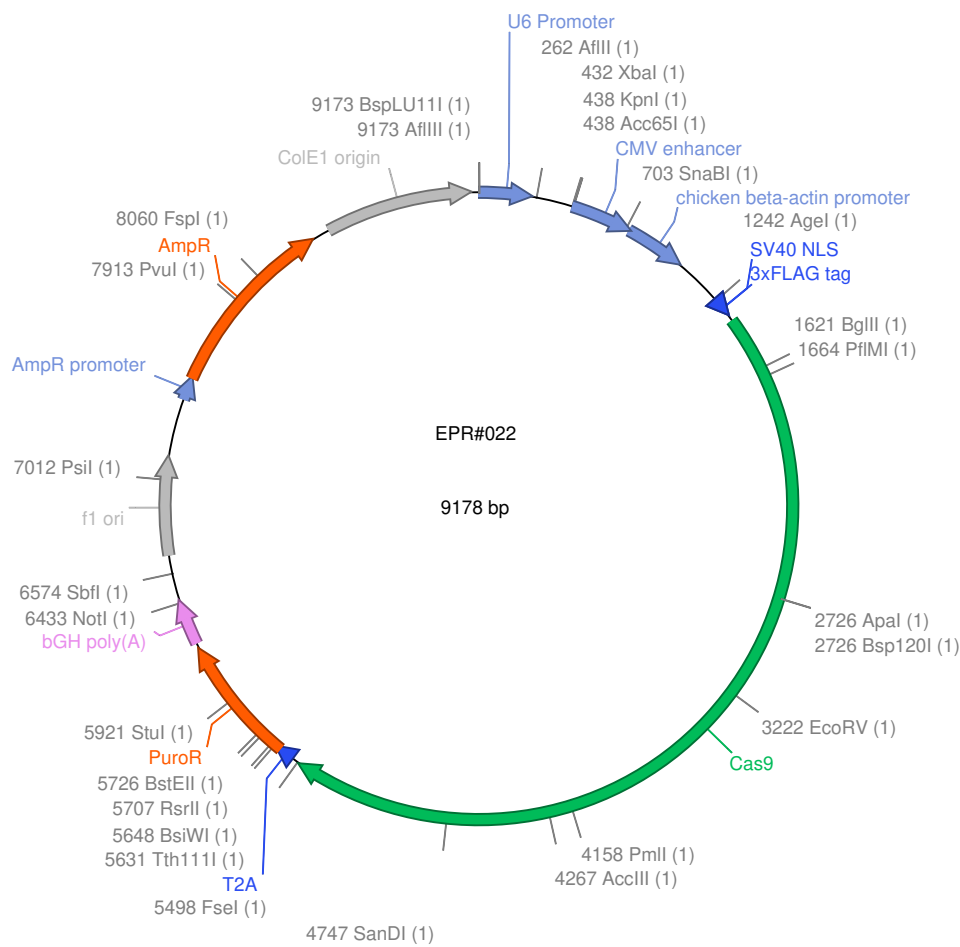 U6 Promoter
262 AflII (1)
432 XbaI (1)
438 KpnI (1)
438 Acc65I (1)
CMV enhancer
703 SnaBI (1)
chicken beta-actin promoter
1242 AgeI (1)
SV40 NLS
3xFLAG tag
1621 BglII (1)
1664 PflMI (1)
2726 ApaI (1)
2726 Bsp120I (1)
3222 EcoRV (1)
Cas9
4158 PmlI (1)
4267 AccIII (1)
4747 SanDI (1)
5498 FseI (1)
T2A
5631 Tth111I (1)
5648 BsiWI (1)
5707 RsrII (1)
5726 BstEII (1)
PuroR
5921 StuI (1)
bGH poly(A)
6433 NotI (1)
6574 SbfI (1)
f1 ori
7012 PsiI (1)
AmpR promoter
7913 PvuI (1)
AmpR
8060 FspI (1)
ColE1 origin
9173 AflIII (1)
9173 BspLU11I (1)
EPR#022
9178 bp